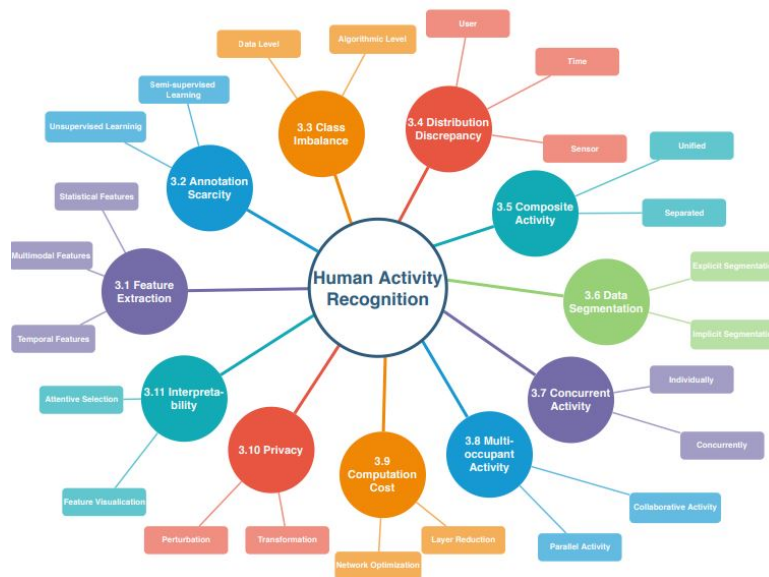 Human Activity
Recognition
3.1 Feature
Extraction
Statistical Features
Multimodal Features
Temporal Features
3.2 Annotation
Scarcity
Unsupervised Learninig
Semi-supervised
Learning
3.3 Class
Imbalance
Data Level
Algorithmic Level
3.4 Distribution
Discrepancy
User
Time
Sensor
3.5 Composite
Activity
Unified
Separated
3.6 Data
Segmentation
Explicit Segmentation
Implicit Segmentation
3.7 Concurrent
Activity
Individually
Concurrently
3.8 Multi-
occupant
Activity
Collaborative Activity
Parallel Activity
3.9
Computation
Cost
Layer Reduction
Network Optimization
3.10 Privacy
Transformation
Perturbation
3.11 Interpreta-
bility
Attentive Selection
Feature Visualication